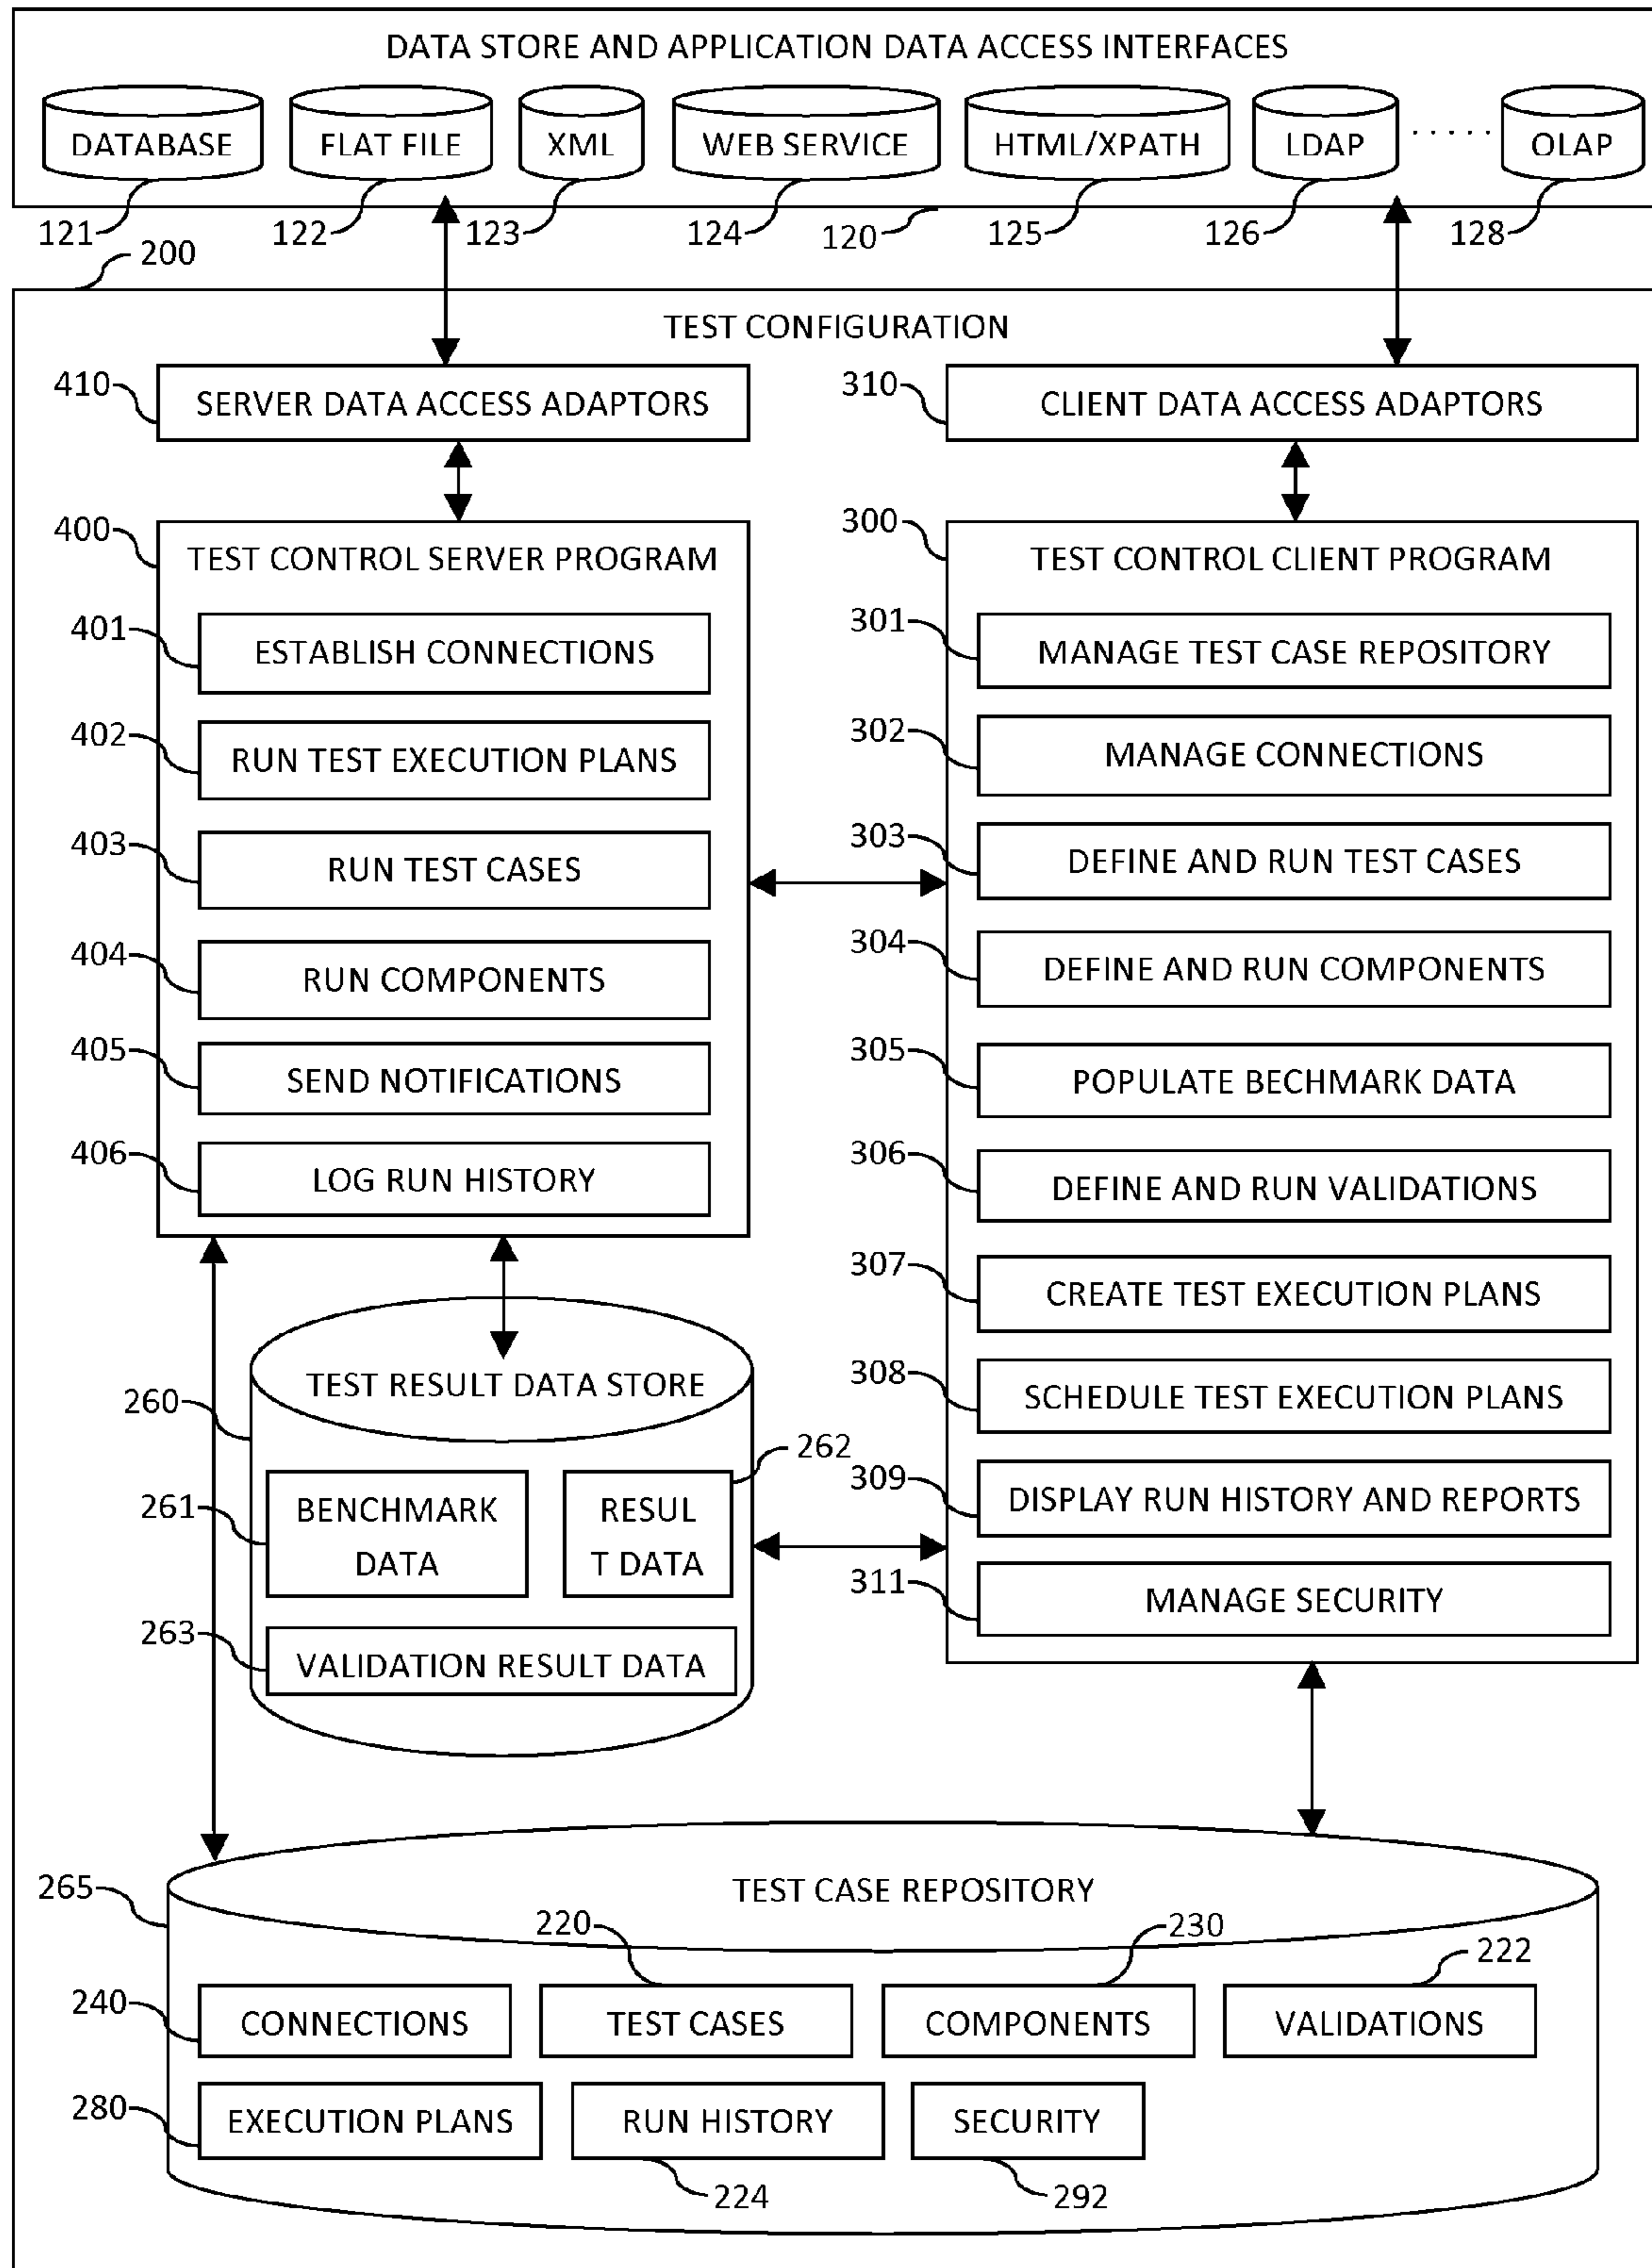 DATA STORE AND APPLICATION DATA ACCESS INTERFACES
DATABASE FLAT FILE XML WEB SERVICE HTML/XPATH LDAP ..... OLAP
121 122 123 124 120 125 126 128
200
TEST CONFIGURATION
410 SERVER DATA ACCESS ADAPTORS
310 CLIENT DATA ACCESS ADAPTORS
400 TEST CONTROL SERVER PROGRAM
401 ESTABLISH CONNECTIONS
402 RUN TEST EXECUTION PLANS
403 RUN TEST CASES
404 RUN COMPONENTS
405 SEND NOTIFICATIONS
406 LOG RUN HISTORY
300 TEST CONTROL CLIENT PROGRAM
301 MANAGE TEST CASE REPOSITORY
302 MANAGE CONNECTIONS
303 DEFINE AND RUN TEST CASES
304 DEFINE AND RUN COMPONENTS
305 POPULATE BECHMARK DATA
306 DEFINE AND RUN VALIDATIONS
307 CREATE TEST EXECUTION PLANS
308 SCHEDULE TEST EXECUTION PLANS
309 DISPLAY RUN HISTORY AND REPORTS
311 MANAGE SECURITY
TEST RESULT DATA STORE
260
262
261 BENCHMARK
DATA
RESUL
T DATA
263 VALIDATION RESULT DATA
265 TEST CASE REPOSITORY
220 230 222
240 CONNECTIONS TEST CASES COMPONENTS VALIDATIONS
280 EXECUTION PLANS RUN HISTORY SECURITY
224 292